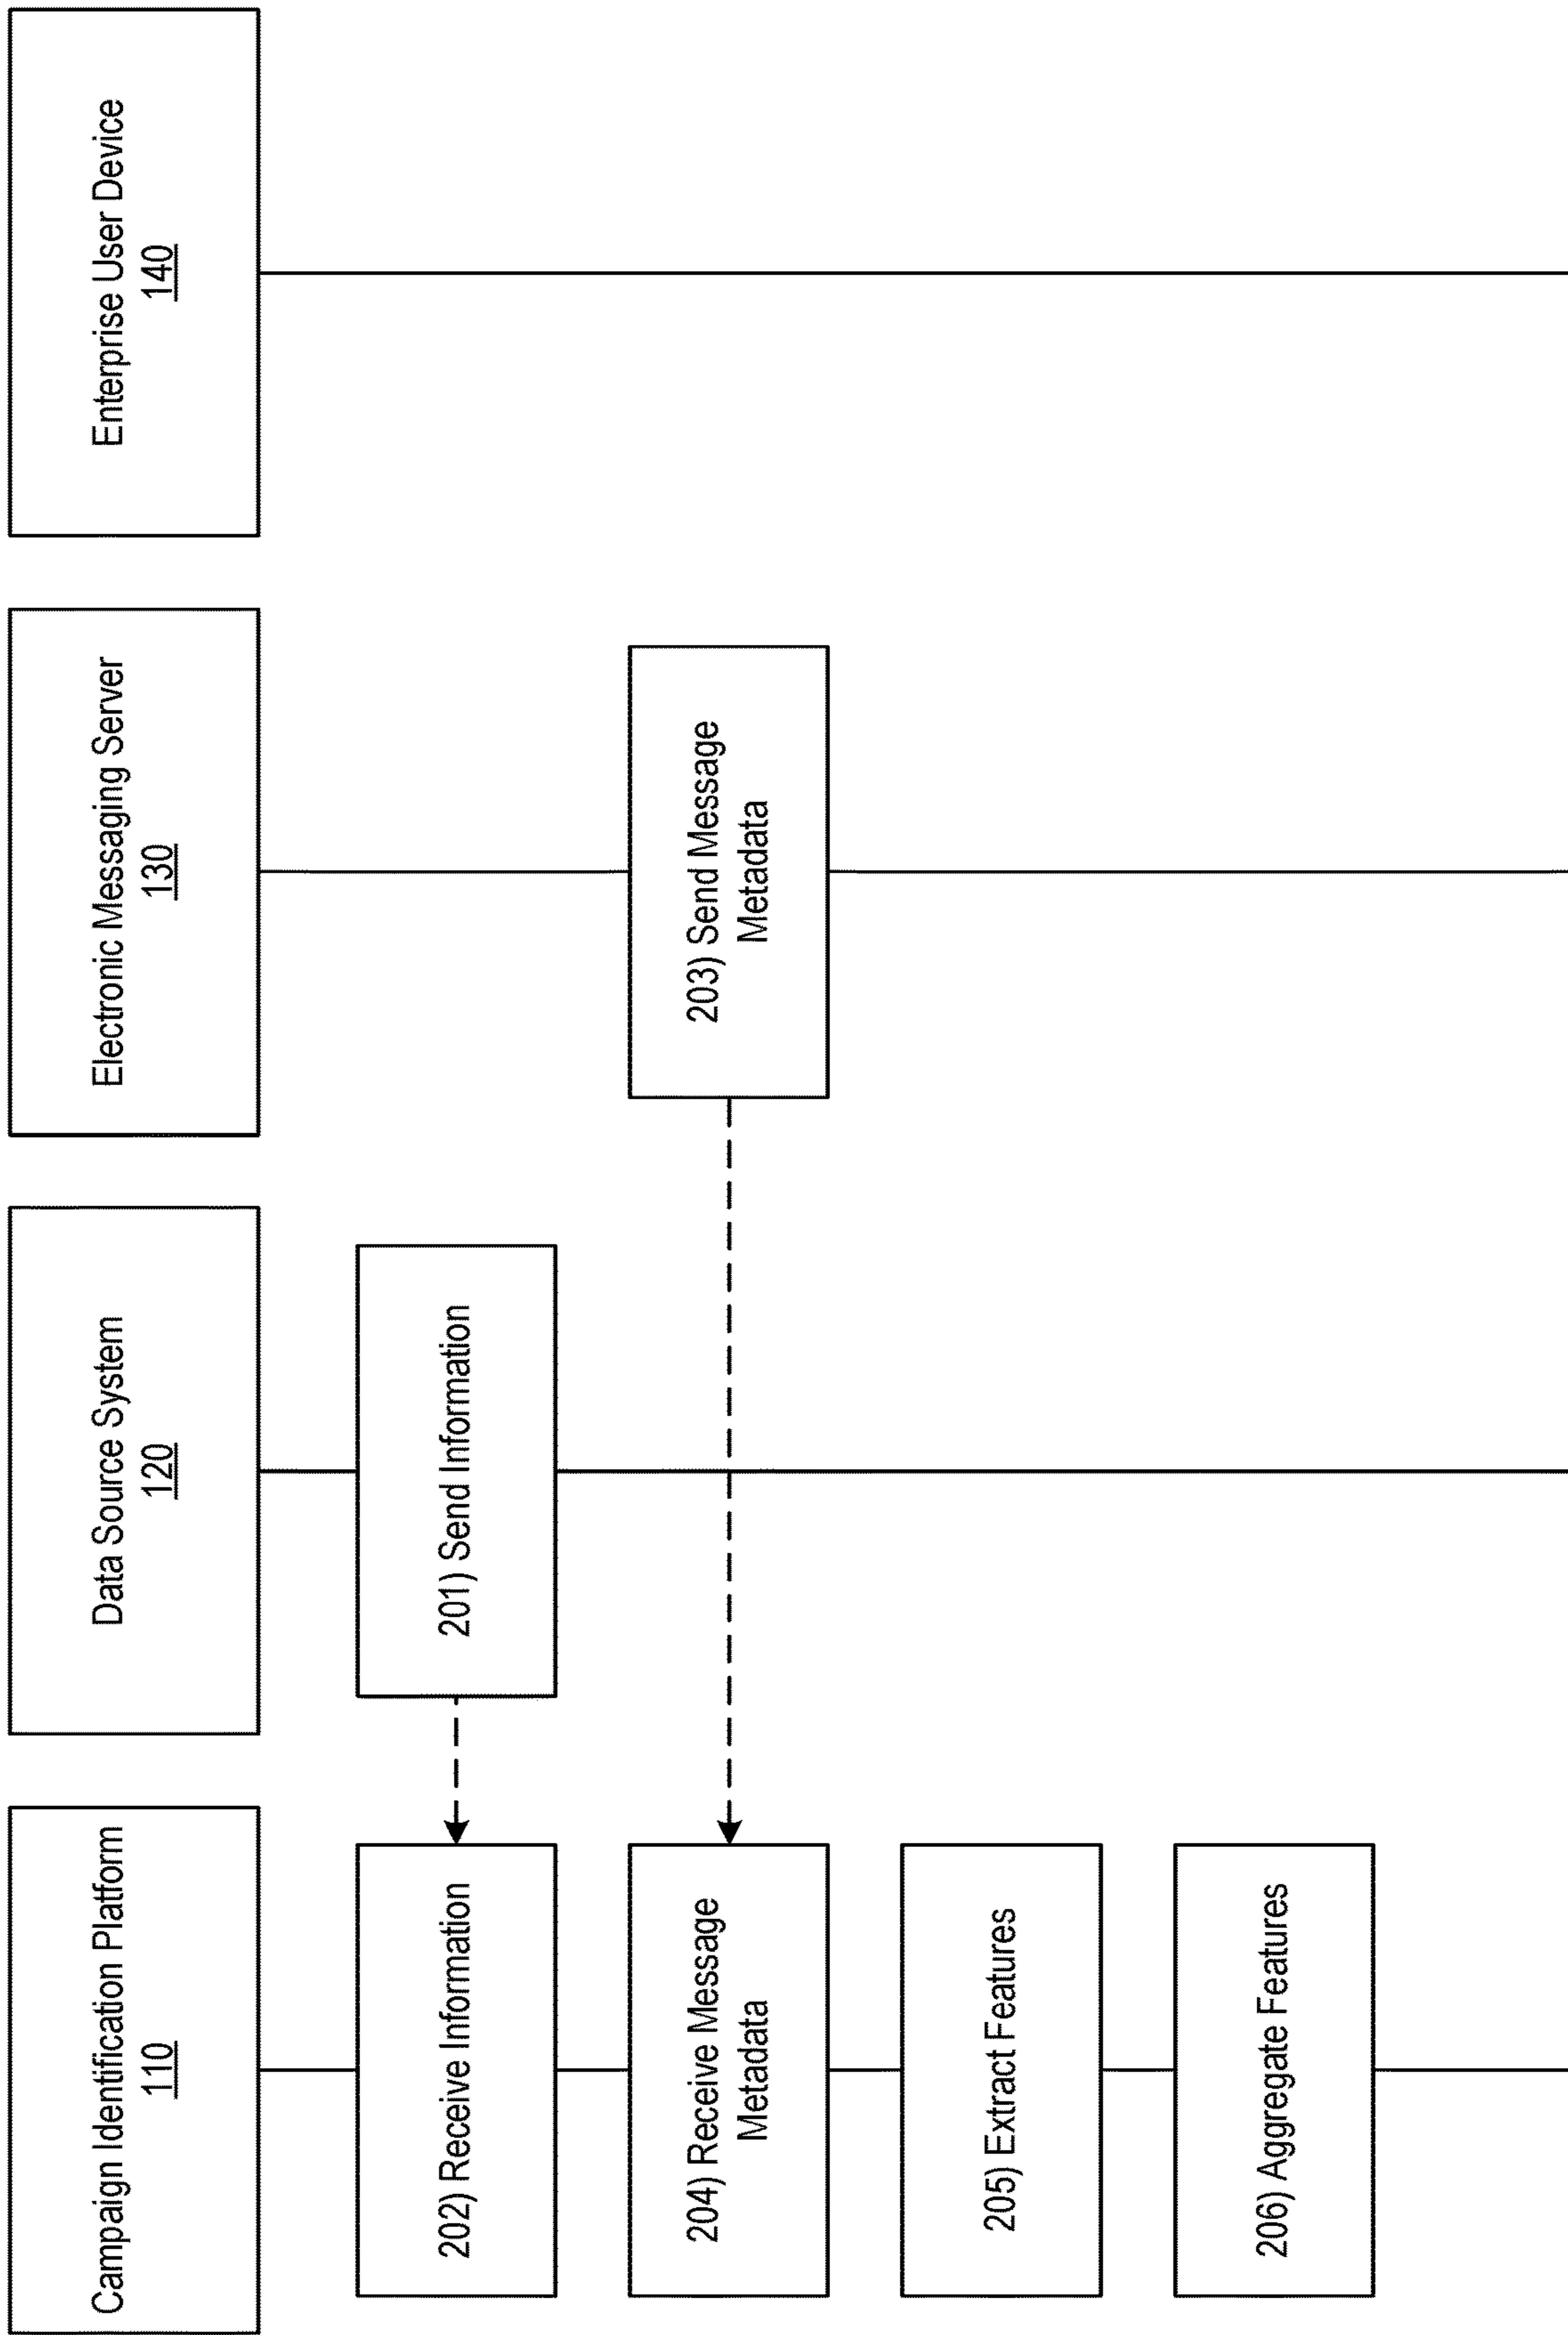 Campaign Identification Platform
110
Data Source System
120
Electronic Messaging Server
130
Enterprise User Device
140
201) Send Information
202) Receive Information
203) Send Message
Metadata
204) Receive Message
Metadata
205) Extract Features
206) Aggregate Features